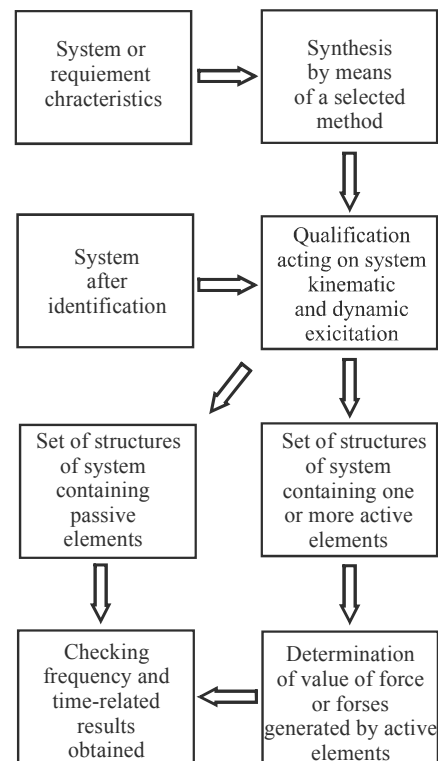 System or
requiement
chracteristics
Synthesis
by means
of a selected
method
System
after
identification
Qualification
acting on system
kinematic
and dynamic
exicitation
Set of structures
of system
containing
passive
elements
Set of structures
of system
containing one
or more active
elements
Checking
frequency and
time-related
results
obtained
Determination
of value of force
or forses
generated by active
elements